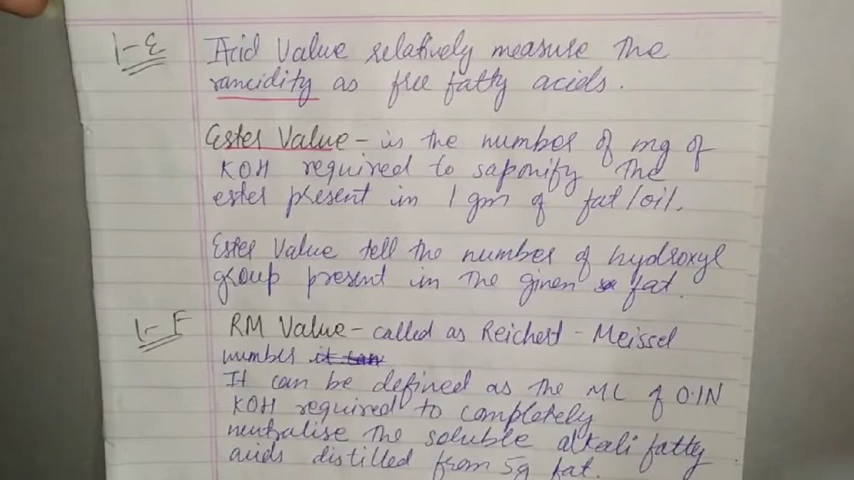 1-E Acid Value relatively measure the
rancidity as free fatty acids.
Ester Value - is the number of mg of
KOH required to saponify the
ester present in 1 gm of fat/oil.
Ester Value tell the number of hydroxyl
group present in the given fat.
1-F RM Value - called as Reichert - Meissel
number it can
It can be defined as the ML of 0.1N
KOH required to completely
neutralise the soluble alkali fatty
acids distilled from 5g fat.